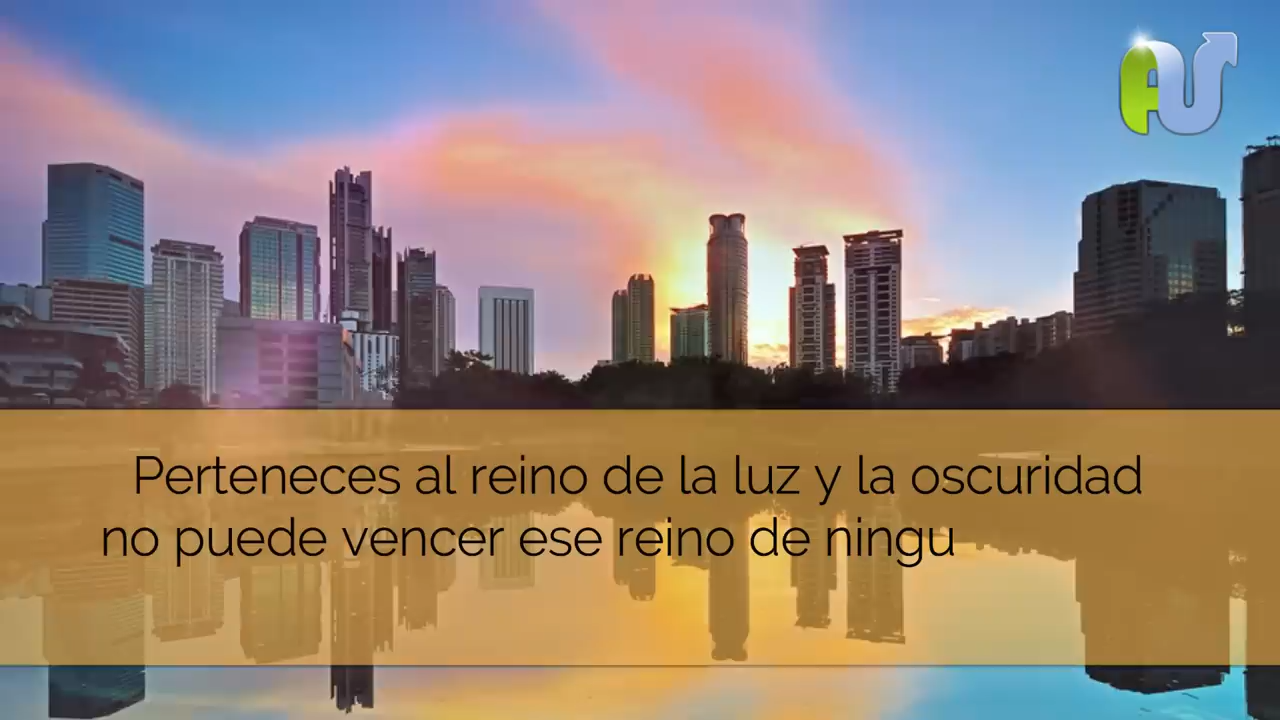 Perteneces al reino de la luz y la oscuridad
no puede vencer ese reino de ningu